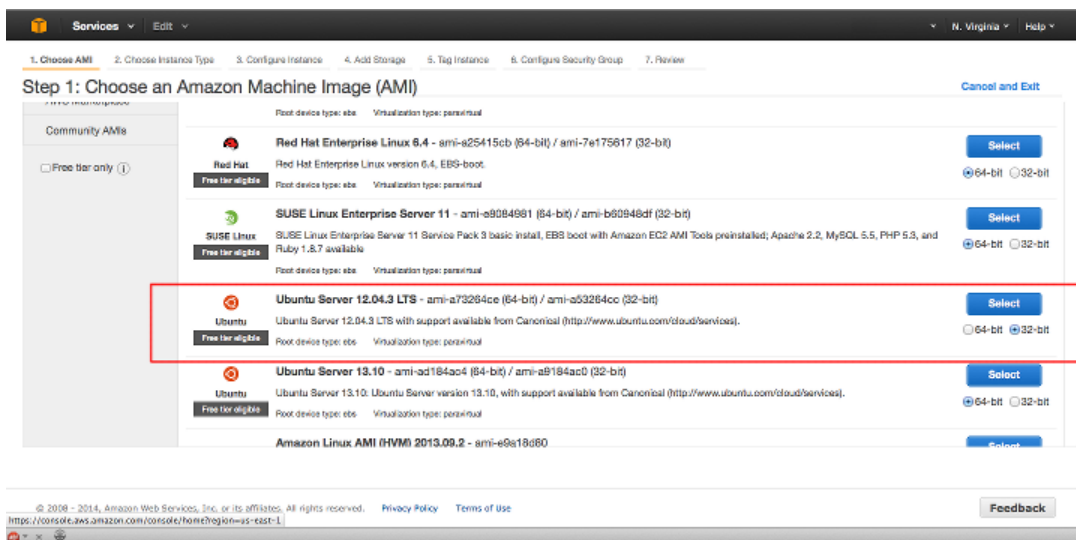 Services Edit N. Virginia Help
1. Choose AMI 2. Choose Instance Type 3. Configure Instance 4. Add Storage 5. Tag Instance 6. Configure Security Group 7. Review
Step 1: Choose an Amazon Machine Image (AMI) Cancel and Exit
AWS Marketplace
Root device type: ebs Virtualization type: paravirtual
Community AMIs
Free tier only
Red Hat Enterprise Linux 6.4 - ami-a25415cb (64-bit) / ami-7e175617 (32-bit) Select
Red Hat Red Hat Enterprise Linux version 6.4, EBS-boot.
64-bit 32-bit
Free tier eligible Root device type: ebs Virtualization type: paravirtual
SUSE Linux Enterprise Server 11 - ami-e8084981 (64-bit) / ami-b60948df (32-bit) Select
SUSE Linux SUSE Linux Enterprise Server 11 Service Pack 3 basic install, EBS boot with Amazon EC2 AMI Tools preinstalled; Apache 2.2, MySQL 5.5, PHP 5.3, and
Free tier eligible Ruby 1.8.7 available 64-bit 32-bit
Root device type: ebs Virtualization type: paravirtual
Ubuntu Server 12.04.3 LTS - ami-a73264ce (64-bit) / ami-a53264cc (32-bit) Select
Ubuntu Ubuntu Server 12.04.3 LTS with support available from Canonical (http://www.ubuntu.com/cloud/services).
64-bit 32-bit
Free tier eligible Root device type: ebs Virtualization type: paravirtual
Ubuntu Server 13.10 - ami-ad184ac4 (64-bit) / ami-a9184ac0 (32-bit) Select
Ubuntu Ubuntu Server 13.10: Ubuntu Server version 13.10, with support available from Canonical (http://www.ubuntu.com/cloud/services).
64-bit 32-bit
Free tier eligible Root device type: ebs Virtualization type: paravirtual
Amazon Linux AMI (HVM) 2013.09.2 - ami-e9a18d80 Select
© 2008 - 2014, Amazon Web Services, Inc. or its affiliates. All rights reserved. Privacy Policy Terms of Use Feedback
https://console.aws.amazon.com/console/home?region=us-east-1